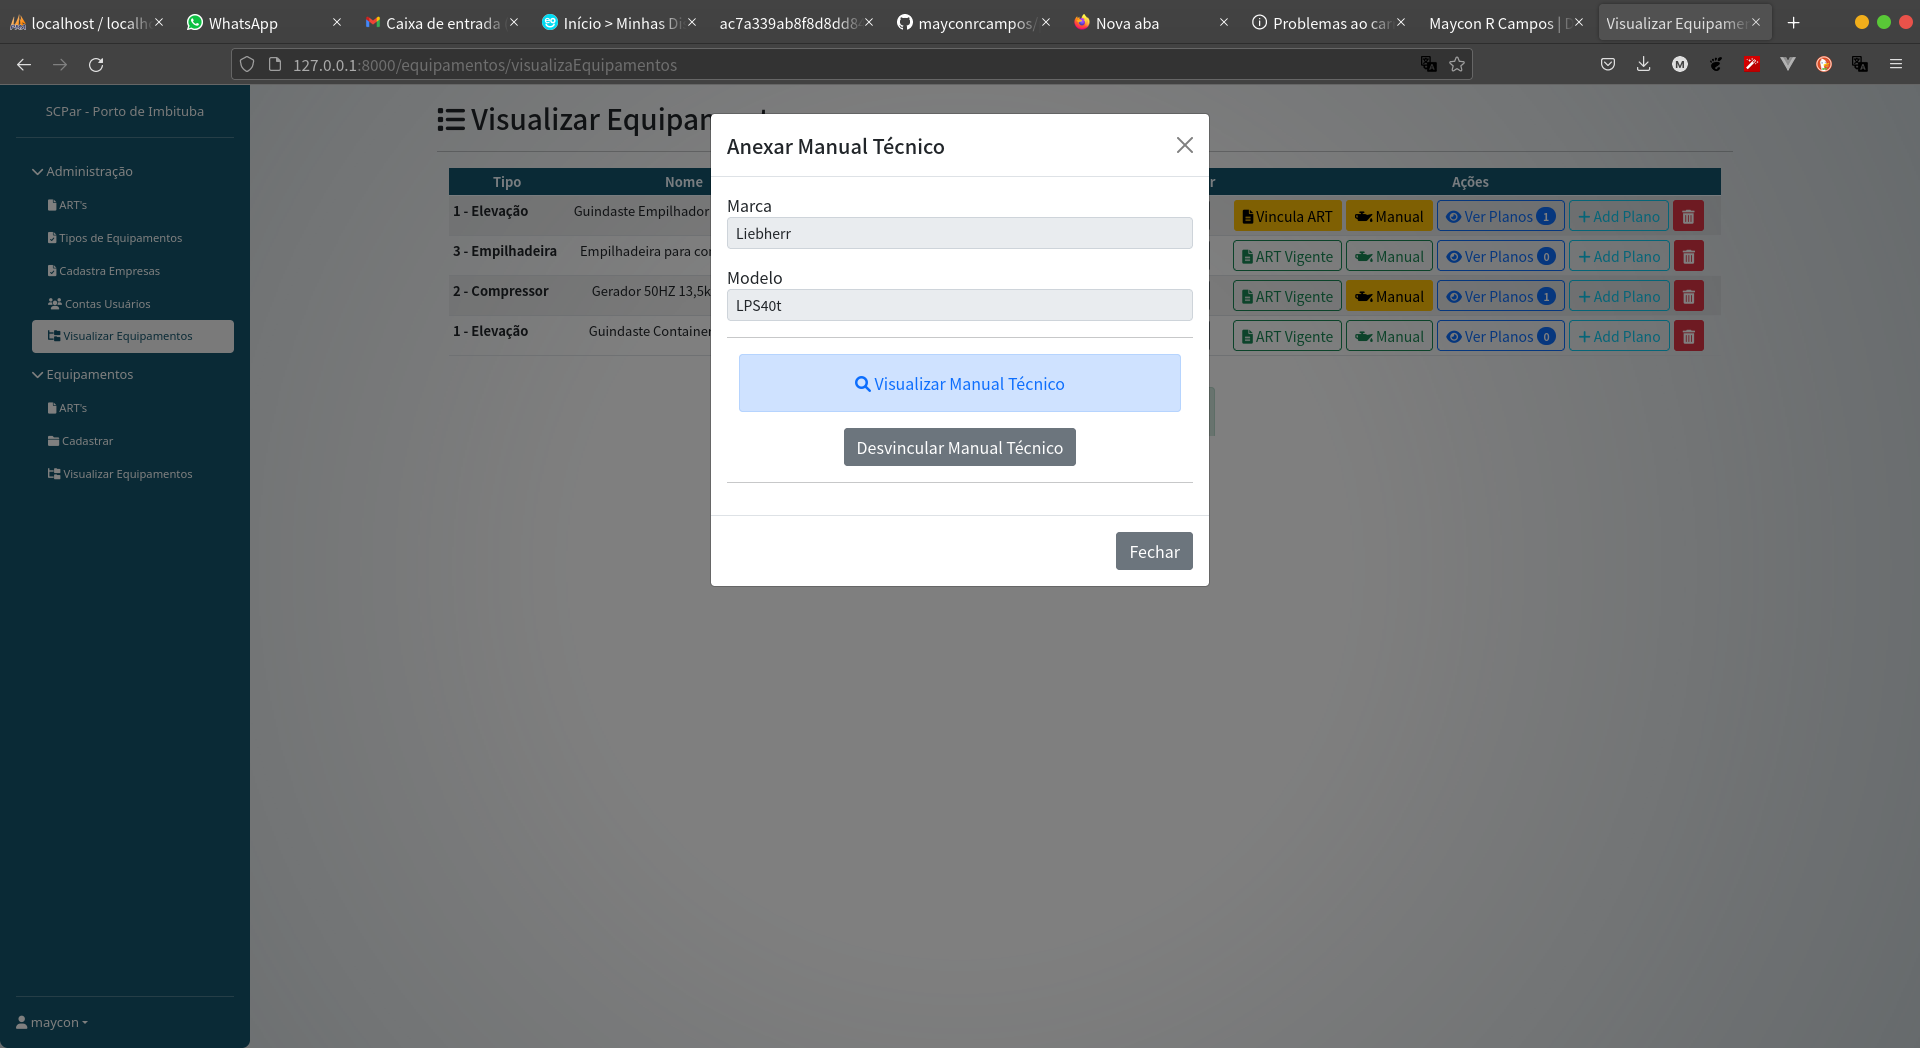 localhost / localh
WhatsApp
Caixa de entrada
Início > Minhas Di
ac7a339ab8f8d8dd8
mayconrcampos/
Nova aba
Problemas ao car
Maycon R Campos | D
Visualizar Equipamen
127.0.0.1:8000/equipamentos/visualizaEquipamentos
SCPar - Porto de Imbituba
Administração
ART's
Tipos de Equipamentos
Cadastra Empresas
Contas Usuários
Visualizar Equipamentos
Equipamentos
ART's
Cadastrar
Visualizar Equipamentos
maycon
Visualizar Equipament
Tipo Nome r Ações
1 - Elevação Guindaste Empilhador Vincula ART Manual Ver Planos 1 + Add Plano
3 - Empilhadeira Empilhadeira para co ART Vigente Manual Ver Planos 0 + Add Plano
2 - Compressor Gerador 50HZ 13,5k ART Vigente Manual Ver Planos 1 + Add Plano
1 - Elevação Guindaste Container ART Vigente Manual Ver Planos 0 + Add Plano
Anexar Manual Técnico
Marca
Liebherr
Modelo
LPS40t
Visualizar Manual Técnico
Desvincular Manual Técnico
Fechar